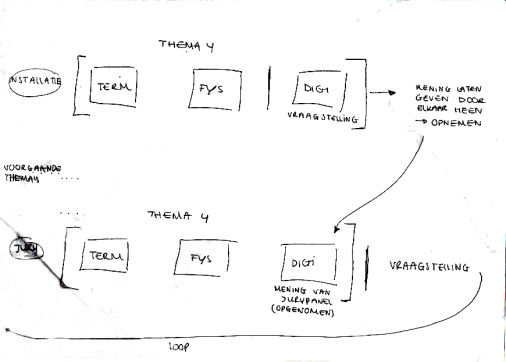 THEMA 4
INSTALLATIE
TERM
FYS
DIGI
VRAAGSTELLING
MENING LATEN
GEVEN DOOR
ELKAAR HEEN
→ OPNEMEN
VOORGAANDE
THEMA'S ....
....
THEMA 4
JURY
TERM
FYS
DIGI
MENING VAN
JURYPANEL
(OPGENOMEN)
VRAAGSTELLING
LOOP